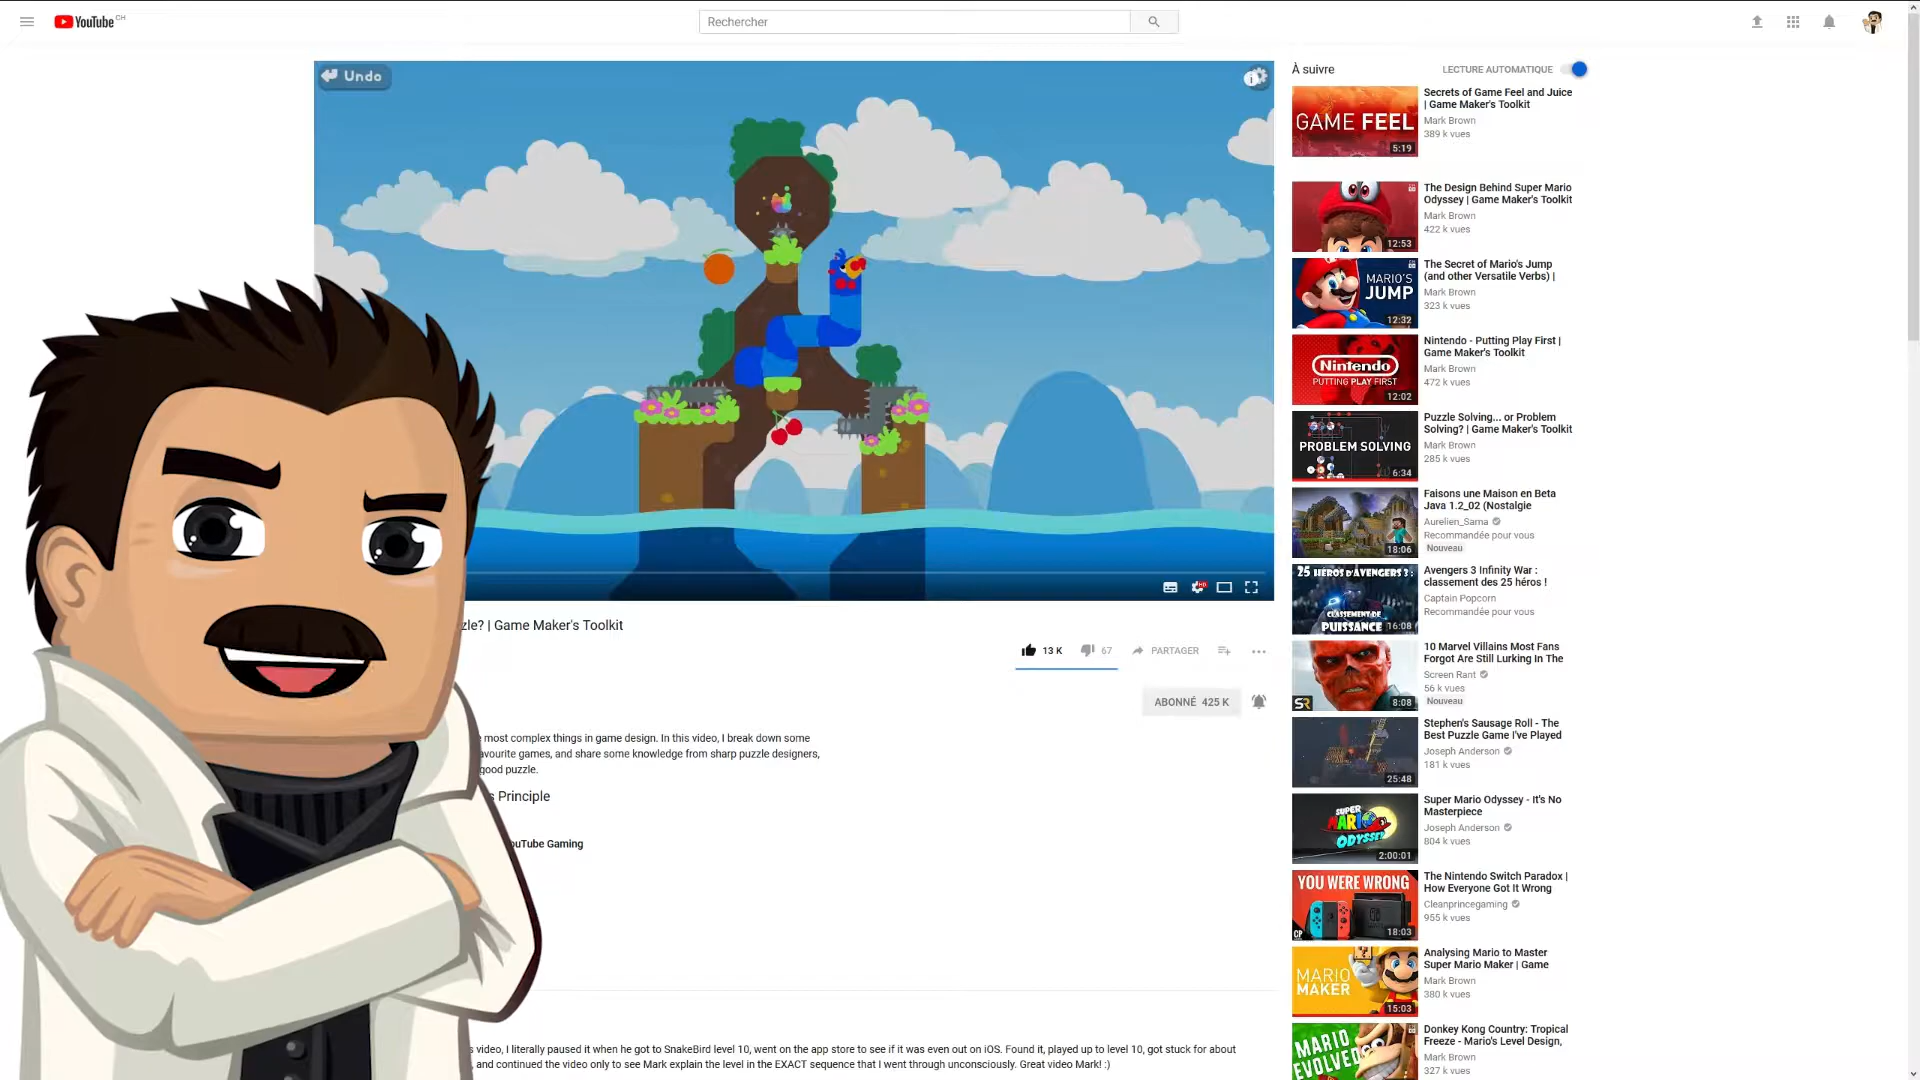 YouTube CH
Rechercher
Undo
zle? | Game Maker's Toolkit
13 K
67
PARTAGER
ABONNÉ 425 K
most complex things in game design. In this video, I break down some
avourite games, and share some knowledge from sharp puzzle designers,
good puzzle.
s Principle
ouTube Gaming
s video, I literally paused it when he got to SnakeBird level 10, went on the app store to see if it was even out on iOS. Found it, played up to level 10, got stuck for about
, and continued the video only to see Mark explain the level in the EXACT sequence that I went through unconsciously. Great video Mark! :)
À suivre
LECTURE AUTOMATIQUE
GAME FEEL
5:19
Secrets of Game Feel and Juice
| Game Maker's Toolkit
Mark Brown
389 k vues
12:53
The Design Behind Super Mario
Odyssey | Game Maker's Toolkit
Mark Brown
422 k vues
MARIO'S
JUMP
12:32
The Secret of Mario's Jump
(and other Versatile Verbs) |
Mark Brown
323 k vues
Nintendo
PUTTING PLAY FIRST
12:02
Nintendo - Putting Play First |
Game Maker's Toolkit
Mark Brown
472 k vues
PROBLEM SOLVING
6:34
Puzzle Solving... or Problem
Solving? | Game Maker's Toolkit
Mark Brown
285 k vues
18:06
Faisons une Maison en Beta
Java 1.2_02 (Nostalgie
Aurelien_Sama
Recommandée pour vous
Nouveau
25 HEROS D'AVENGERS 3 :
CLASSEMENT DE
PUISSANCE
16:08
Avengers 3 Infinity War :
classement des 25 héros !
Captain Popcorn
Recommandée pour vous
SR
8:08
10 Marvel Villains Most Fans
Forgot Are Still Lurking In The
Screen Rant
56 k vues
Nouveau
25:48
Stephen's Sausage Roll - The
Best Puzzle Game I've Played
Joseph Anderson
181 k vues
SUPER
MARIO
ODYSSEY
2:00:01
Super Mario Odyssey - It's No
Masterpiece
Joseph Anderson
804 k vues
YOU WERE WRONG
CP
18:03
The Nintendo Switch Paradox |
How Everyone Got It Wrong
Cleanprincegaming
955 k vues
MARIO
MAKER
15:03
Analysing Mario to Master
Super Mario Maker | Game
Mark Brown
380 k vues
MARIO
EVOLVED
Donkey Kong Country: Tropical
Freeze - Mario's Level Design,
Mark Brown
327 k vues